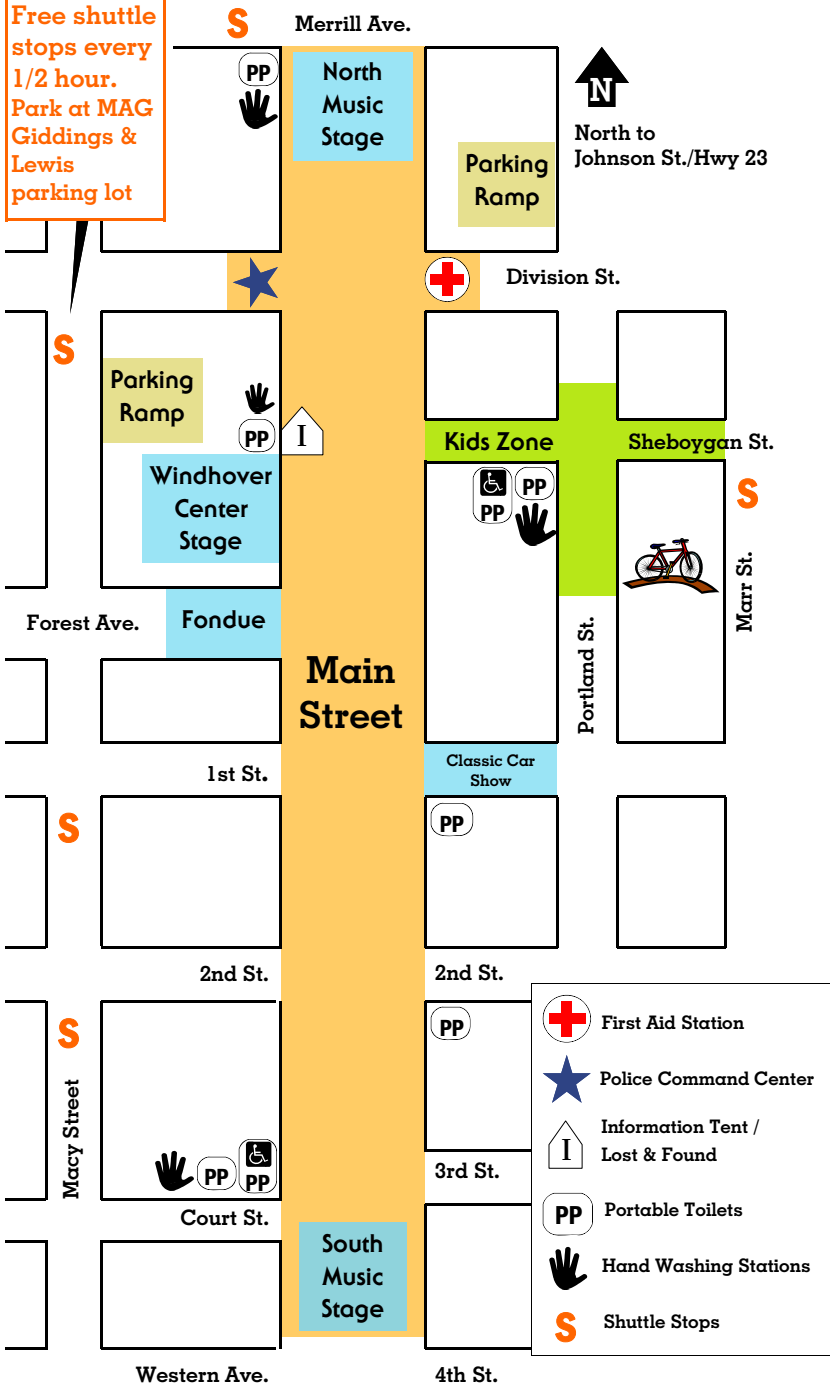 Free shuttle
stops every
1/2 hour.
Park at MAG
Giddings &
Lewis
parking lot
S
Merrill Ave.
PP
North
Music
Stage
N
North to
Johnson St./Hwy 23
Parking
Ramp
Division St.
S
Parking
Ramp
PP
I
Kids Zone
Sheboygan St.
Windhover
Center
Stage
PP
PP
S
Marr St.
Forest Ave.
Fondue
Portland St.
Main
Street
1st St.
Classic Car
Show
S
PP
2nd St.
2nd St.
S
PP
Macy Street
PP
PP
3rd St.
Court St.
South
Music
Stage
Western Ave.
4th St.
First Aid Station
Police Command Center
I
Information Tent /
Lost & Found
PP
Portable Toilets
Hand Washing Stations
S
Shuttle Stops